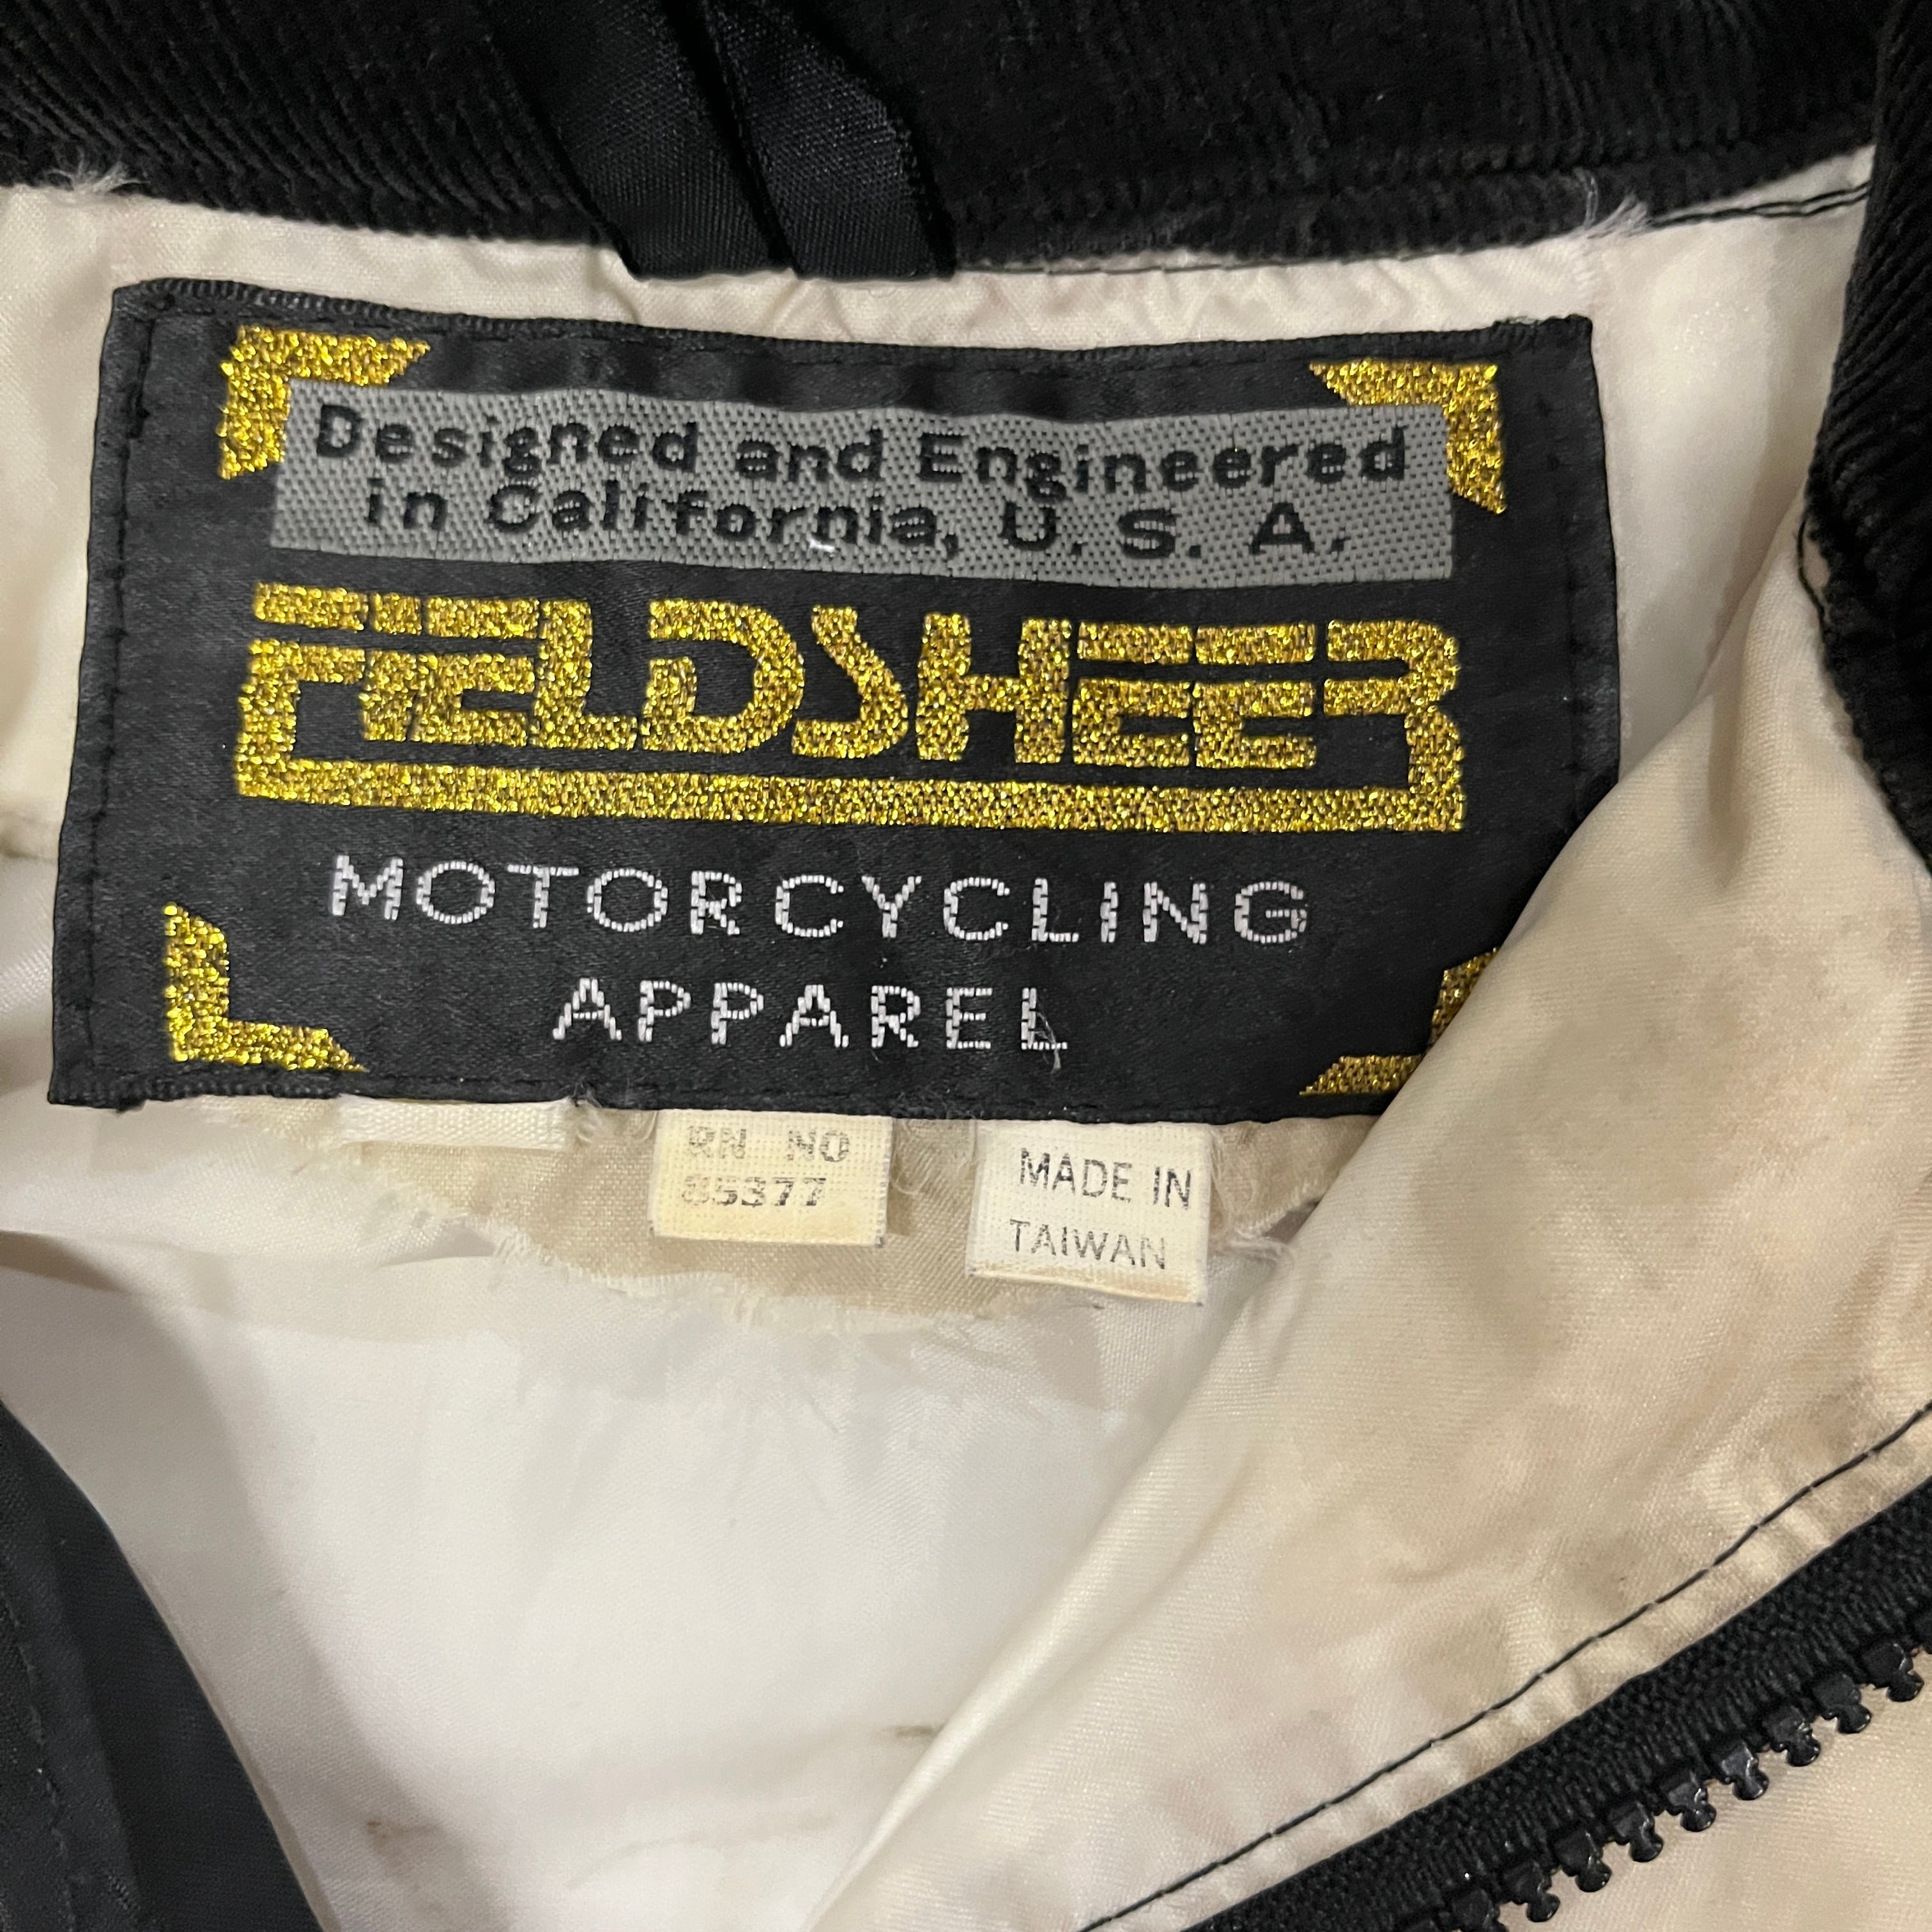 Designed and Engineered
in California, U. S. A.
FIELDSHEER
MOTORCYCLING
APPAREL
RN NO
85377
MADE IN
TAIWAN